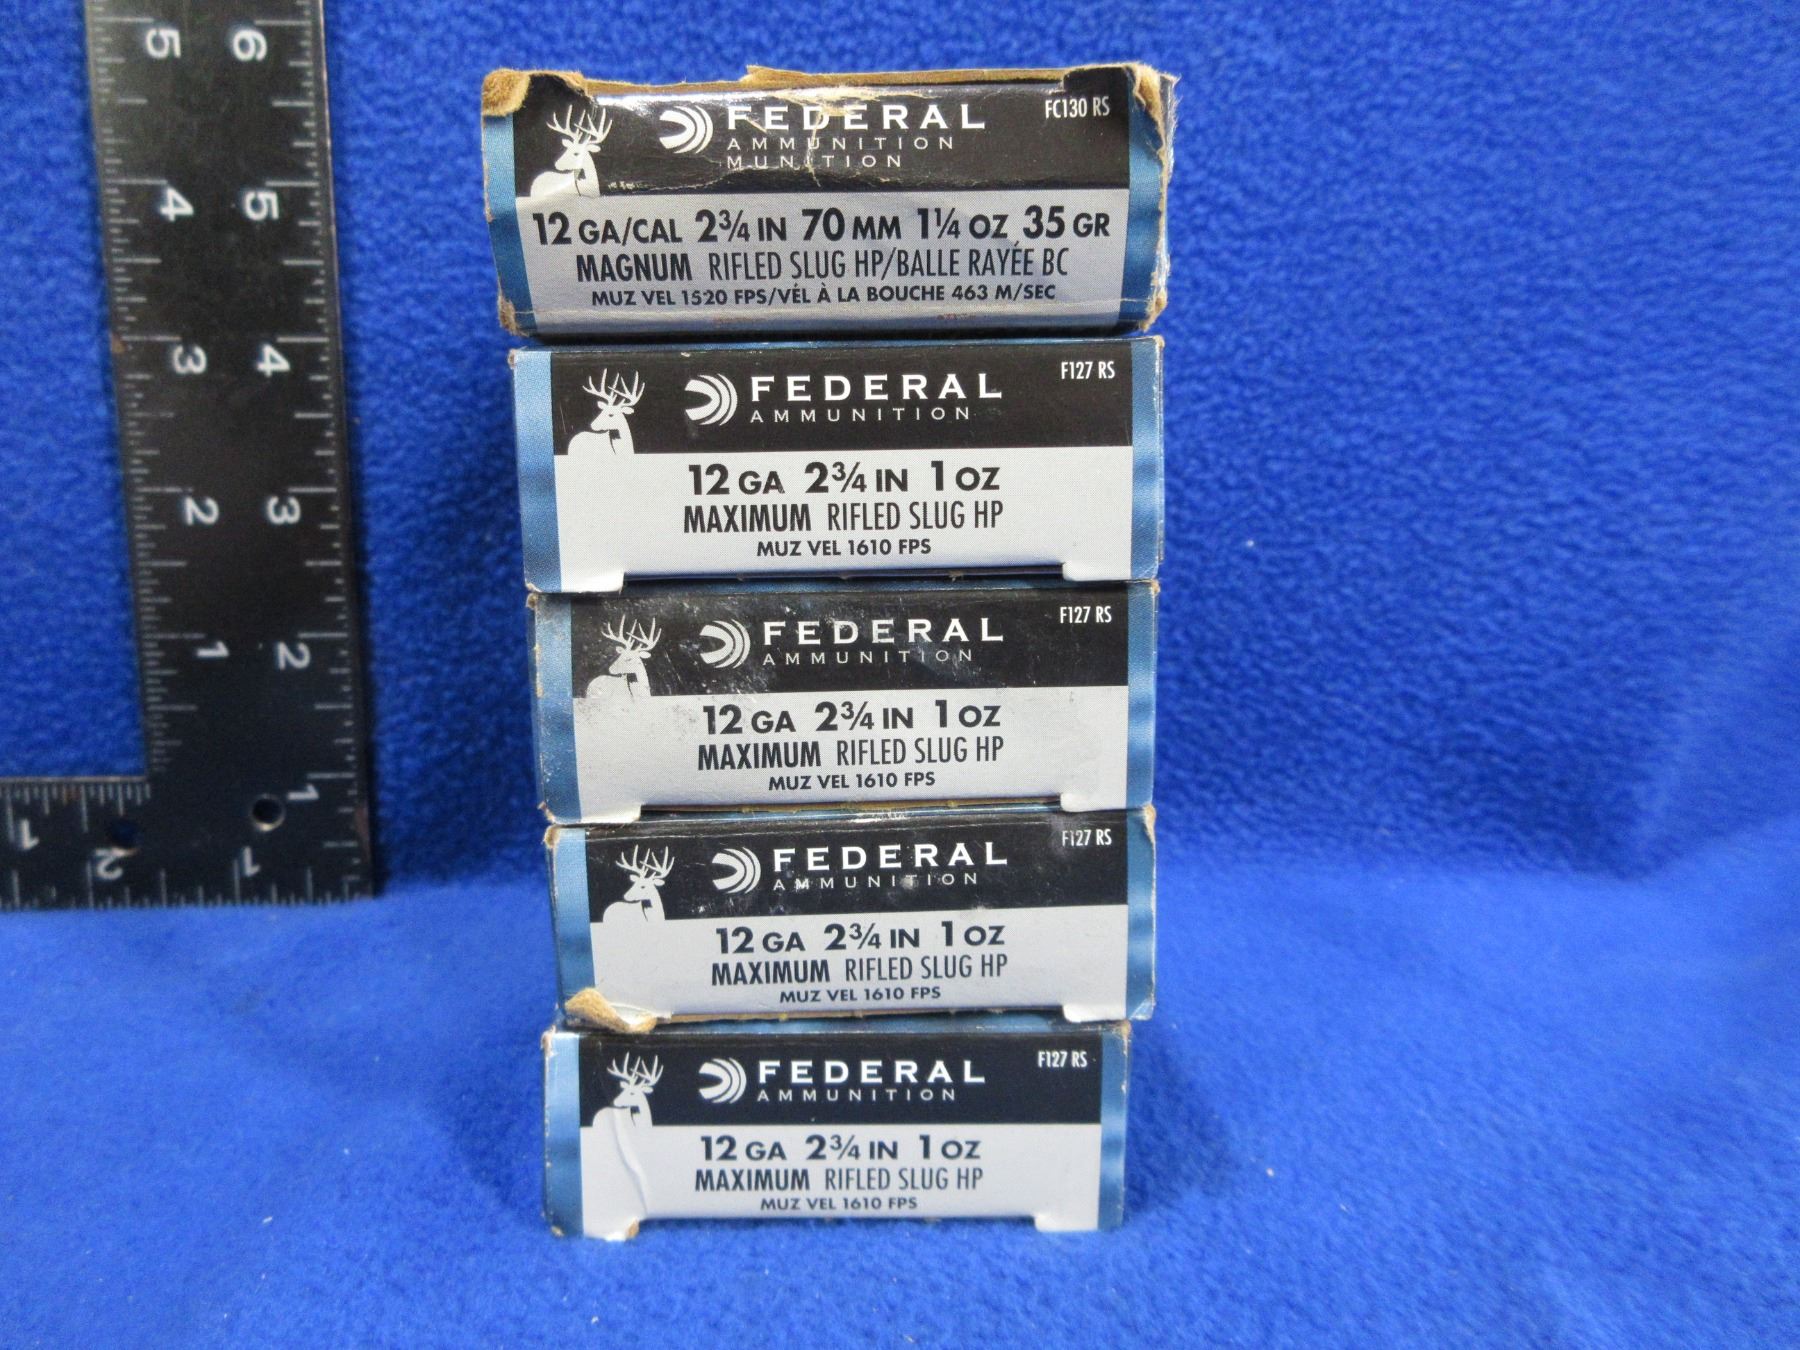 FC130 RS
FEDERAL
AMMUNITION
MUNITION
12 GA/CAL 2¾ IN 70 MM 1¼ OZ 35 GR
MAGNUM RIFLED SLUG HP/BALLE RAYÉE BC
MUZ VEL 1520 FPS/VÉL À LA BOUCHE 463 M/SEC
F127 RS
FEDERAL
AMMUNITION
12 GA 2¾ IN 1 OZ
MAXIMUM RIFLED SLUG HP
MUZ VEL 1610 FPS
F127 RS
FEDERAL
AMMUNITION
12 GA 2¾ IN 1 OZ
MAXIMUM RIFLED SLUG HP
MUZ VEL 1610 FPS
F127 RS
FEDERAL
AMMUNITION
12 GA 2¾ IN 1 OZ
MAXIMUM RIFLED SLUG HP
MUZ VEL 1610 FPS
F127 RS
FEDERAL
AMMUNITION
12 GA 2¾ IN 1 OZ
MAXIMUM RIFLED SLUG HP
MUZ VEL 1610 FPS
5 6
4 5
3 4
2 3
1 2
1
1 2 1